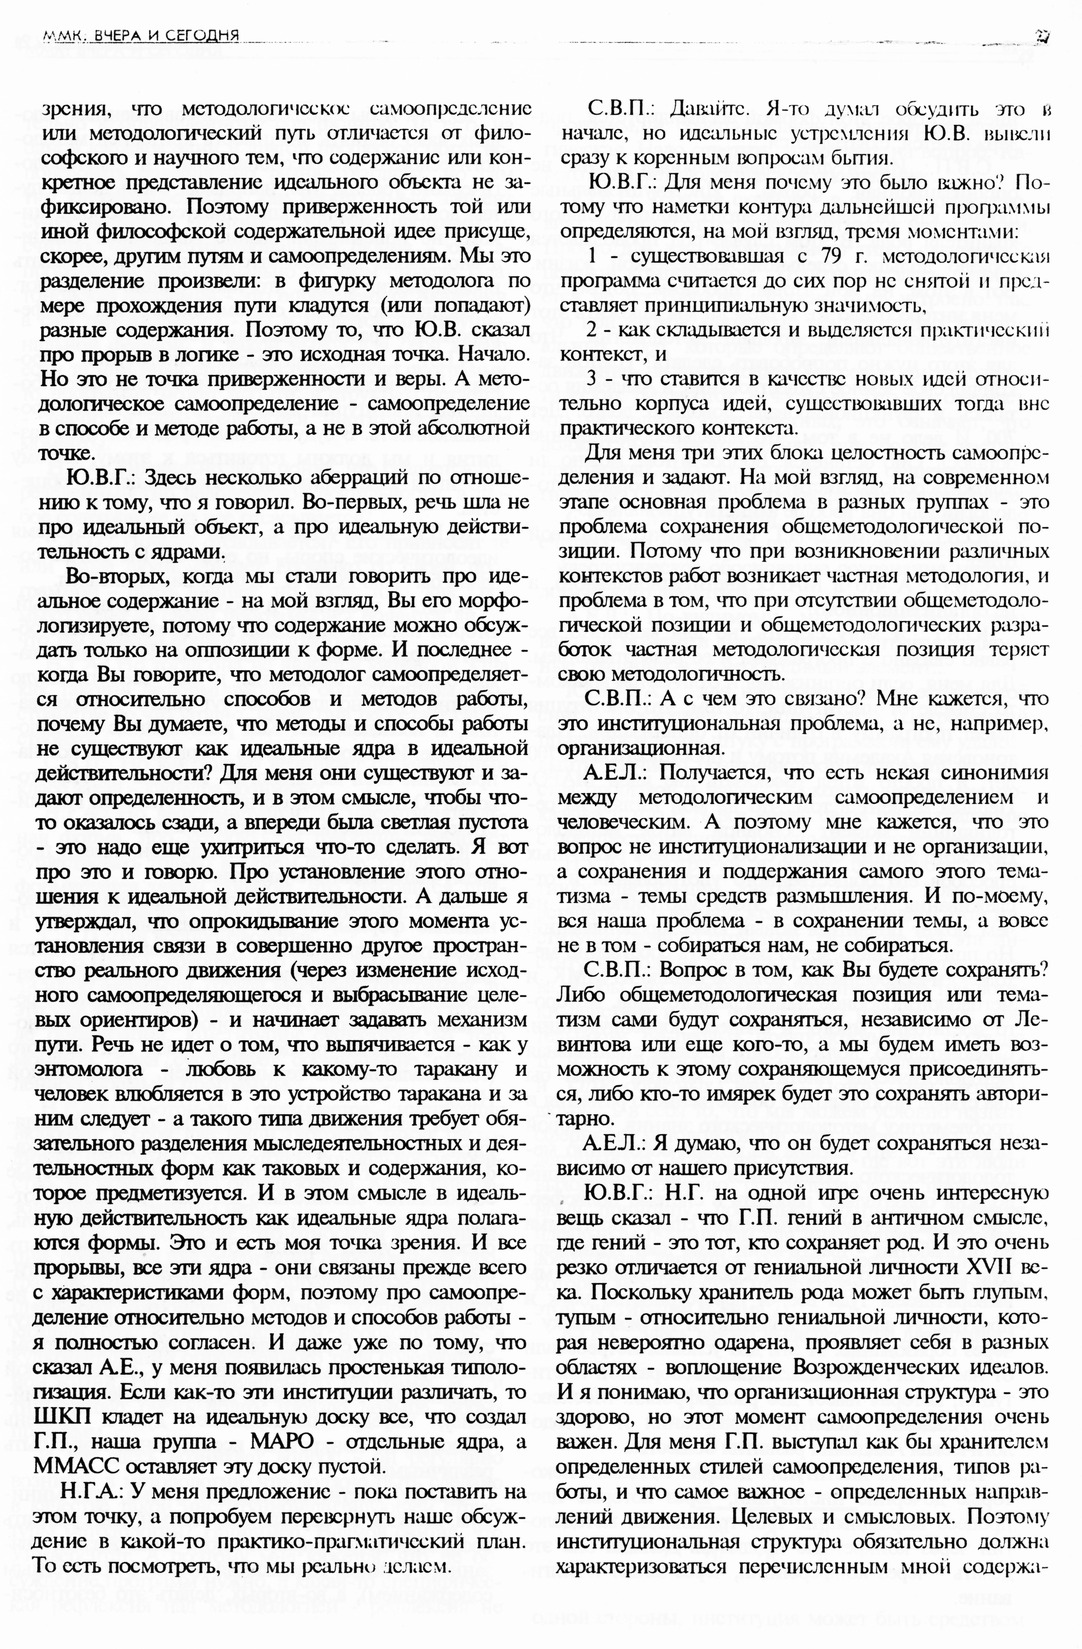 ММК: ВЧЕРА И СЕГОДНЯ
27
зрения, что методологическое самоопределение
или методологический путь отличается от фило-
софского и научного тем, что содержание или кон-
кретное представление идеального объекта не за-
фиксировано. Поэтому приверженность той или
иной философской содержательной идее присуще,
скорее, другим путям и самоопределениям. Мы это
разделение произвели: в фигурку методолога по
мере прохождения пути кладутся (или попадают)
разные содержания. Поэтому то, что Ю.В. сказал
про прорыв в логике - это исходная точка. Начало.
Но это не точка приверженности и веры. А мето-
дологическое самоопределение - самоопределение
в способе и методе работы, а не в этой абсолютной
точке.
Ю.В.Г.: Здесь несколько аберраций по отноше-
нию к тому, что я говорил. Во-первых, речь шла не
про идеальный объект, а про идеальную действи-
тельность с ядрами.
Во-вторых, когда мы стали говорить про иде-
альное содержание - на мой взгляд, Вы его морфо-
логизируете, потому что содержание можно обсуж-
дать только на оппозиции к форме. И последнее -
когда Вы говорите, что методолог самоопределяет-
ся относительно способов и методов работы,
почему Вы думаете, что методы и способы работы
не существуют как идеальные ядра в идеальной
действительности? Для меня они существуют и за-
дают определенность, и в этом смысле, чтобы что-
то оказалось сзади, а впереди была светлая пустота
- это надо еще ухитриться что-то сделать. Я вот
про это и говорю. Про установление этого отно-
шения к идеальной действительности. А дальше я
утверждал, что опрокидывание этого момента ус-
тановления связи в совершенно другое простран-
ство реального движения (через изменение исход-
ного самоопределяющегося и выбрасывание целе-
вых ориентиров) - и начинает задавать механизм
пути. Речь не идет о том, что выпячивается - как у
энтомолога - любовь к какому-то таракану и
человек влюбляется в это устройство таракана и за
ним следует - а такого типа движения требует обя-
зательного разделения мыследеятельностных и дея-
тельностных форм как таковых и содержания, ко-
торое предметизуется. И в этом смысле в идеаль-
ную действительность как идеальные ядра полага-
ются формы. Это и есть моя точка зрения. И все
прорывы, все эти ядра - они связаны прежде всего
с характеристиками форм, поэтому про самоопре-
деление относительно методов и способов работы -
я полностью согласен. И даже уже по тому, что
сказал А.Е., у меня появилась простенькая типоло-
гизация. Если как-то эти институции различать, то
ШКП кладет на идеальную доску все, что создал
Г.П., наша группа - МАРО - отдельные ядра, а
ММАСС оставляет эту доску пустой.
Н.Г.А.: У меня предложение - пока поставить на
этом точку, а попробуем перевернуть наше обсуж-
дение в какой-то практико-прагматический план.
То есть посмотреть, что мы реально делаем.
С.В.П.: Давайте. Я-то думал обсудить это в
начале, но идеальные устремления Ю.В. вывели
сразу к коренным вопросам бытия.
Ю.В.Г.: Для меня почему это было важно? По-
тому что наметки контура дальнейшей программы
определяются, на мой взгляд, тремя моментами:
1 - существовавшая с 79 г. методологическая
программа считается до сих пор не снятой и пред-
ставляет принципиальную значимость,
2 - как складывается и выделяется практический
контекст, и
3 - что ставится в качестве новых идей относи-
тельно корпуса идей, существовавших тогда вне
практического контекста.
Для меня три этих блока целостность самоопре-
деления и задают. На мой взгляд, на современном
этапе основная проблема в разных группах - это
проблема сохранения общеметодологической по-
зиции. Потому что при возникновении различных
контекстов работ возникает частная методология, и
проблема в том, что при отсутствии общеметодоло-
гической позиции и общеметодологических разра-
боток частная методологическая позиция теряет
свою методологичность.
С.В.П.: А с чем это связано? Мне кажется, что
это институциональная проблема, а не, например,
организационная.
А.Е.Л.: Получается, что есть некая синонимия
между методологическим самоопределением и
человеческим. А поэтому мне кажется, что это
вопрос не институционализации и не организации,
а сохранения и поддержания самого этого тема-
тизма - темы средств размышления. И по-моему,
вся наша проблема - в сохранении темы, а вовсе
не в том - собираться нам, не собираться.
С.В.П.: Вопрос в том, как Вы будете сохранять?
Либо общеметодологическая позиция или тема-
тизм сами будут сохраняться, независимо от Ле-
винтова или еще кого-то, а мы будем иметь воз-
можность к этому сохраняющемуся присоединять-
ся, либо кто-то имярек будет это сохранять автори-
тарно.
А.Е.Л.: Я думаю, что он будет сохраняться неза-
висимо от нашего присутствия.
Ю.В.Г.: Н.Г. на одной игре очень интересную
вещь сказал - что Г.П. гений в античном смысле,
где гений - это тот, кто сохраняет род. И это очень
резко отличается от гениальной личности XVII ве-
ка. Поскольку хранитель рода может быть глупым,
тупым - относительно гениальной личности, кото-
рая невероятно одарена, проявляет себя в разных
областях - воплощение Возрожденческих идеалов.
И я понимаю, что организационная структура - это
здорово, но этот момент самоопределения очень
важен. Для меня Г.П. выступал как бы хранителем
определенных стилей самоопределения, типов ра-
боты, и что самое важное - определенных направ-
лений движения. Целевых и смысловых. Поэтому
институциональная структура обязательно должна
характеризоваться перечисленным мной содержа-